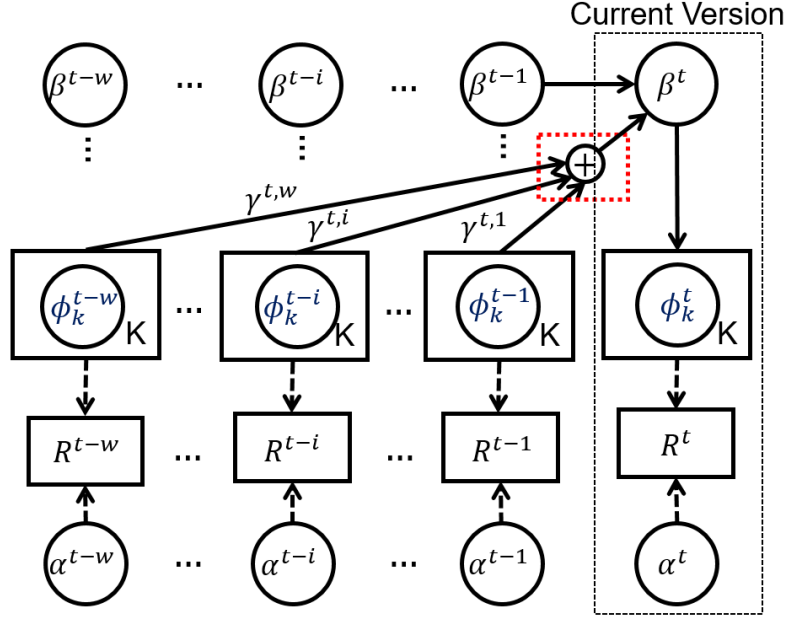 Current Version
β^{t-w} ... β^{t-i} ... β^{t-1} β^t
⋮ ⋮ ⋮
+
γ^{t,w} γ^{t,i} γ^{t,1}
ϕ_k^{t-w} K ... ϕ_k^{t-i} K ... ϕ_k^{t-1} K ϕ_k^t K
R^{t-w} ... R^{t-i} ... R^{t-1} R^t
α^{t-w} ... α^{t-i} ... α^{t-1} α^t